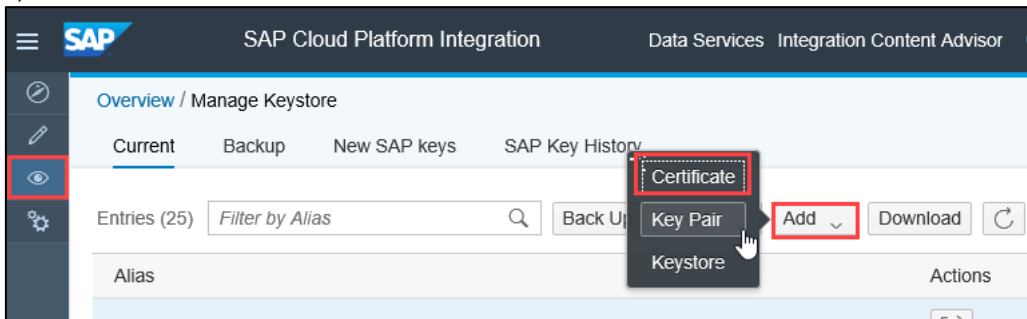 SAP SAP Cloud Platform Integration Data Services Integration Content Advisor
Overview / Manage Keystore
Current Backup New SAP keys SAP Key History
Certificate
Entries (25) Filter by Alias Back Up Key Pair Add Download
Keystore
Alias Actions